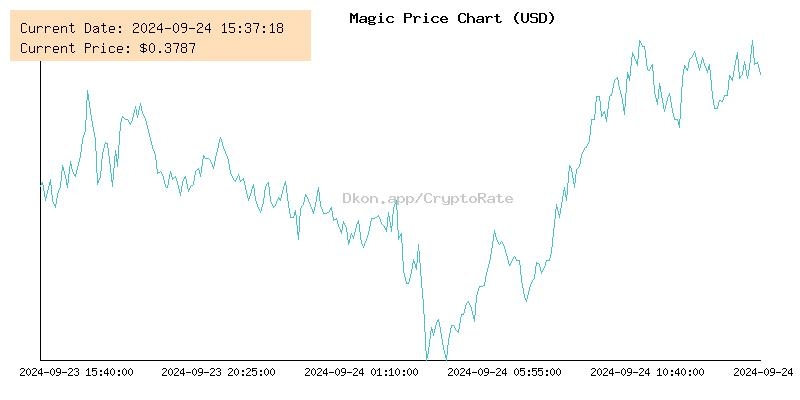 Magic Price Chart (USD)
Current Date: 2024-09-24 15:37:18
Current Price: $0.3787
Dkon.app/CryptoRate
2024-09-23 15:40:00 2024-09-23 20:25:00 2024-09-24 01:10:00 2024-09-24 05:55:00 2024-09-24 10:40:00 2024-09-24